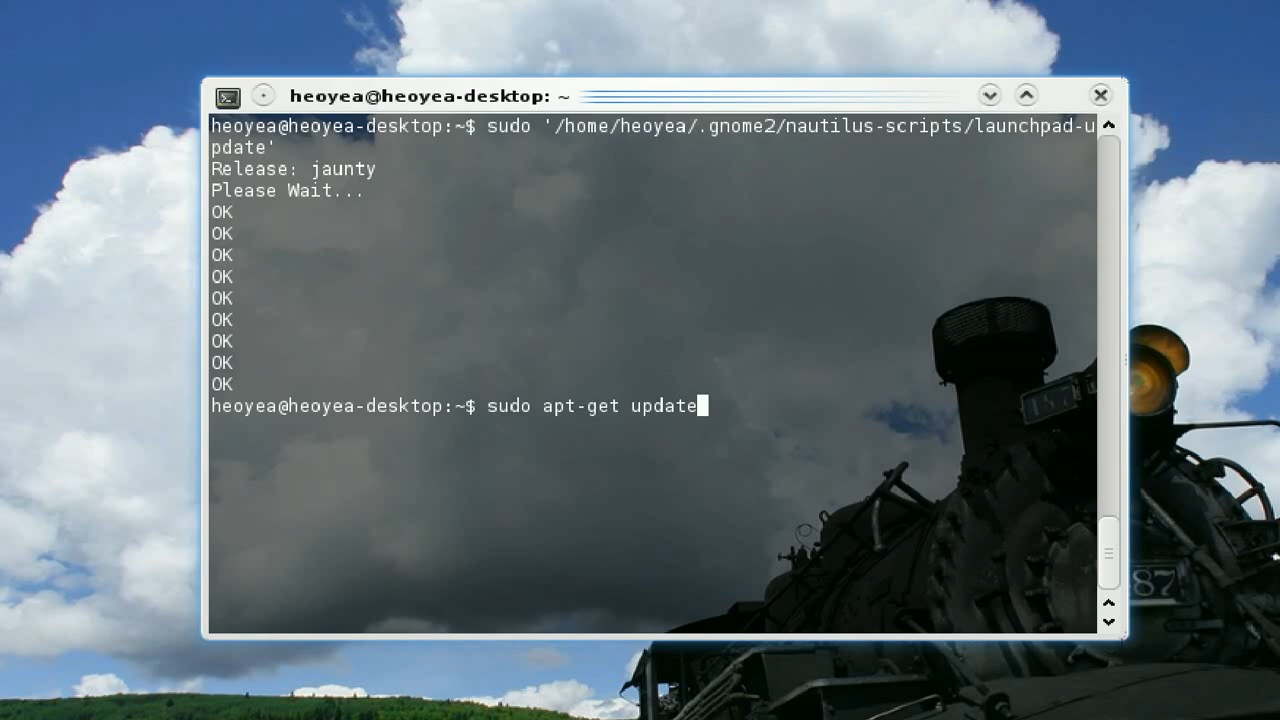 heoyea@heoyea-desktop: ~
heoyea@heoyea-desktop:~$ sudo '/home/heoyea/.gnome2/nautilus-scripts/launchpad-u
pdate'
Release: jaunty
Please Wait...
OK
OK
OK
OK
OK
OK
OK
OK
OK
heoyea@heoyea-desktop:~$ sudo apt-get update
87